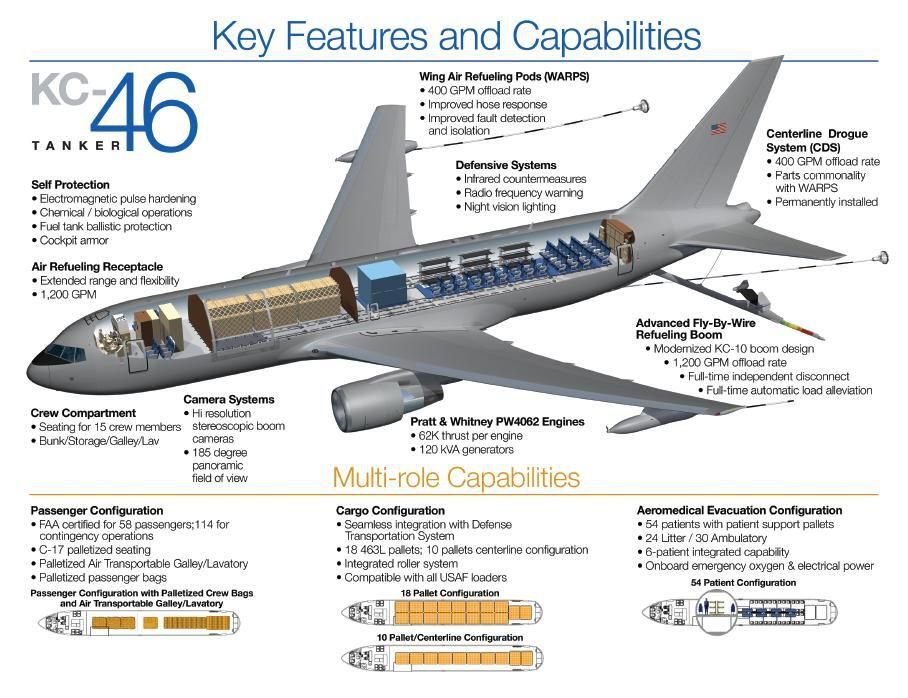 Key Features and Capabilities
KC-46
TANKER
Wing Air Refueling Pods (WARPS)
• 400 GPM offload rate
• Improved hose response
• Improved fault detection
and isolation
Centerline Drogue
System (CDS)
• 400 GPM offload rate
• Parts commonality
with WARPS
• Permanently installed
Defensive Systems
• Infrared countermeasures
• Radio frequency warning
• Night vision lighting
Self Protection
• Electromagnetic pulse hardening
• Chemical / biological operations
• Fuel tank ballistic protection
• Cockpit armor
Air Refueling Receptacle
• Extended range and flexibility
• 1,200 GPM
Advanced Fly-By-Wire
Refueling Boom
• Modernized KC-10 boom design
• 1,200 GPM offload rate
• Full-time independent disconnect
• Full-time automatic load alleviation
Crew Compartment
• Seating for 15 crew members
• Bunk/Storage/Galley/Lav
Camera Systems
• Hi resolution
stereoscopic boom
cameras
• 185 degree
panoramic
field of view
Pratt & Whitney PW4062 Engines
• 62K thrust per engine
• 120 kVA generators
Multi-role Capabilities
Passenger Configuration
• FAA certified for 58 passengers;114 for
contingency operations
• C-17 palletized seating
• Palletized Air Transportable Galley/Lavatory
• Palletized passenger bags
Passenger Configuration with Palletized Crew Bags
and Air Transportable Galley/Lavatory
Cargo Configuration
• Seamless integration with Defense
Transportation System
• 18 463L pallets; 10 pallets centerline configuration
• Integrated roller system
• Compatible with all USAF loaders
18 Pallet Configuration
10 Pallet/Centerline Configuration
Aeromedical Evacuation Configuration
• 54 patients with patient support pallets
• 24 Litter / 30 Ambulatory
• 6-patient integrated capability
• Onboard emergency oxygen & electrical power
54 Patient Configuration